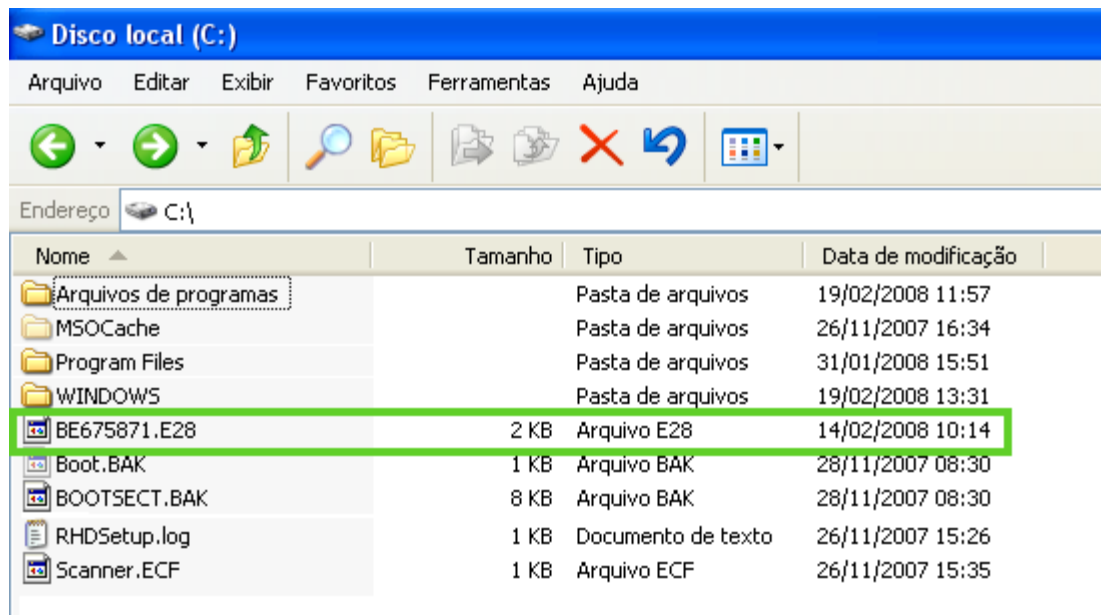 Disco local (C:)
Arquivo Editar Exibir Favoritos Ferramentas Ajuda
Endereço C:\
Nome Tamanho Tipo Data de modificação
Arquivos de programas Pasta de arquivos 19/02/2008 11:57
MSOCache Pasta de arquivos 26/11/2007 16:34
Program Files Pasta de arquivos 31/01/2008 15:51
WINDOWS Pasta de arquivos 19/02/2008 13:31
BE675871.E28 2 KB Arquivo E28 14/02/2008 10:14
Boot.BAK 1 KB Arquivo BAK 28/11/2007 08:30
BOOTSECT.BAK 8 KB Arquivo BAK 28/11/2007 08:30
RHDSetup.log 1 KB Documento de texto 26/11/2007 15:26
Scanner.ECF 1 KB Arquivo ECF 26/11/2007 15:35